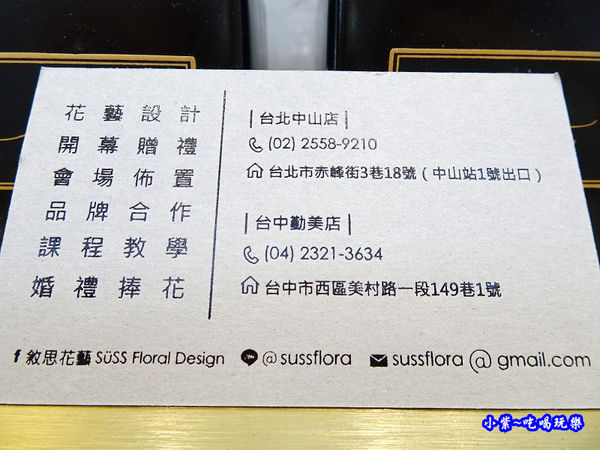 花藝設計
開幕贈禮
會場佈置
品牌合作
課程教學
婚禮捧花
|台北中山店|
(02) 2558-9210
台北市赤峰街3巷18號（中山站1號出口）
|台中勤美店|
(04) 2321-3634
台中市西區美村路一段149巷1號
f 敘思花藝 SüSS Floral Design @sussflora sussflora@gmail.com
小紫~吃喝玩樂